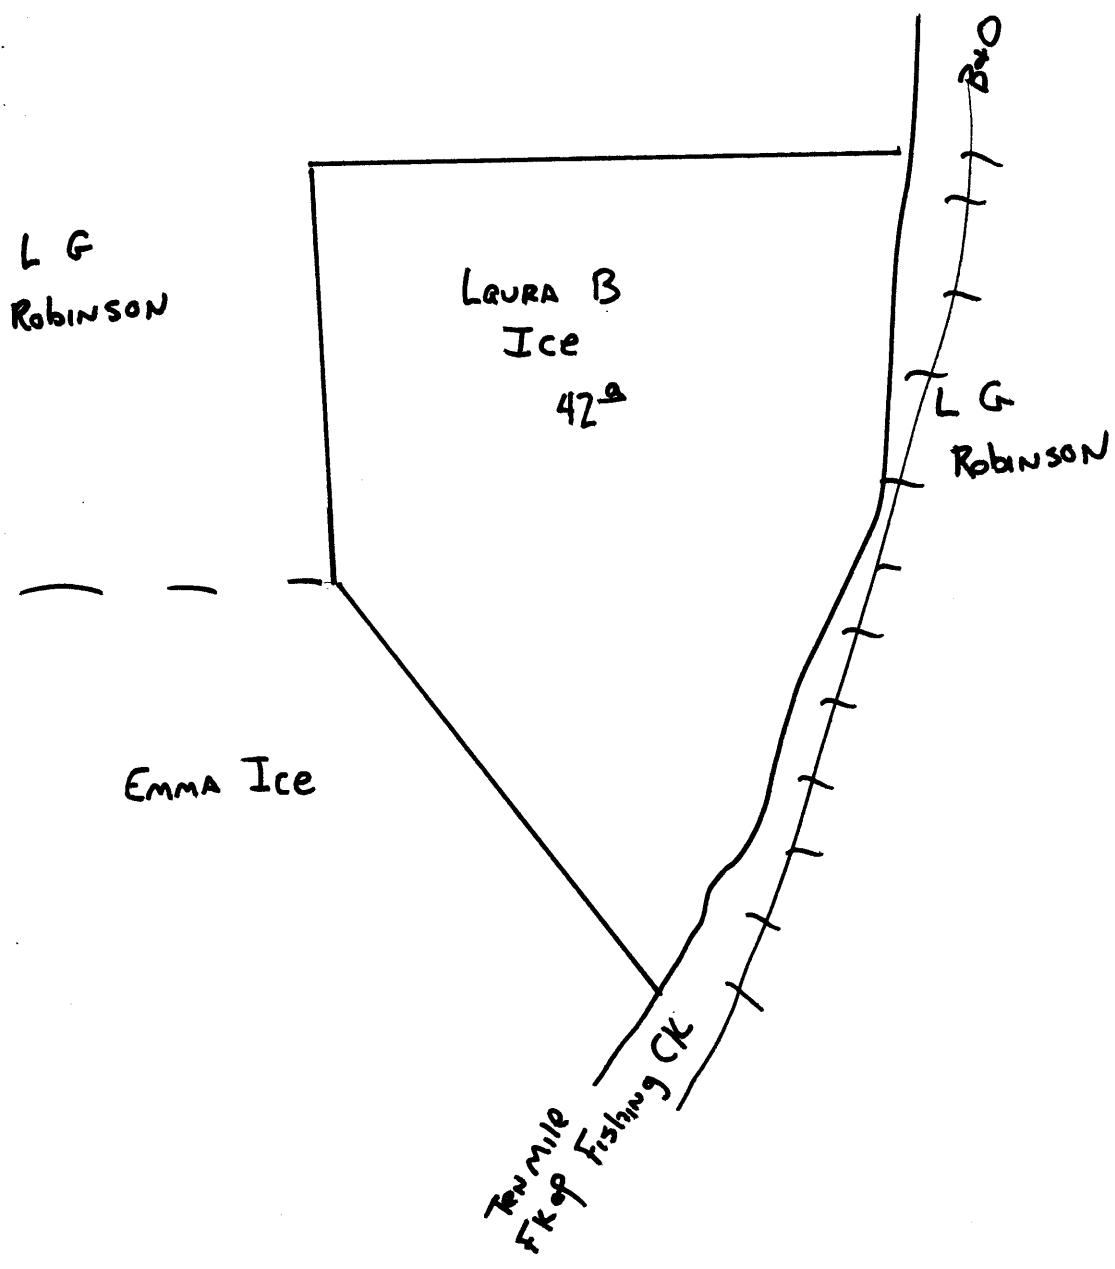 B&O
L G
Robinson
Laura B
Ice
42a
L G
Robinson
Emma Ice
Ten Mile
Fk of Fishing CK